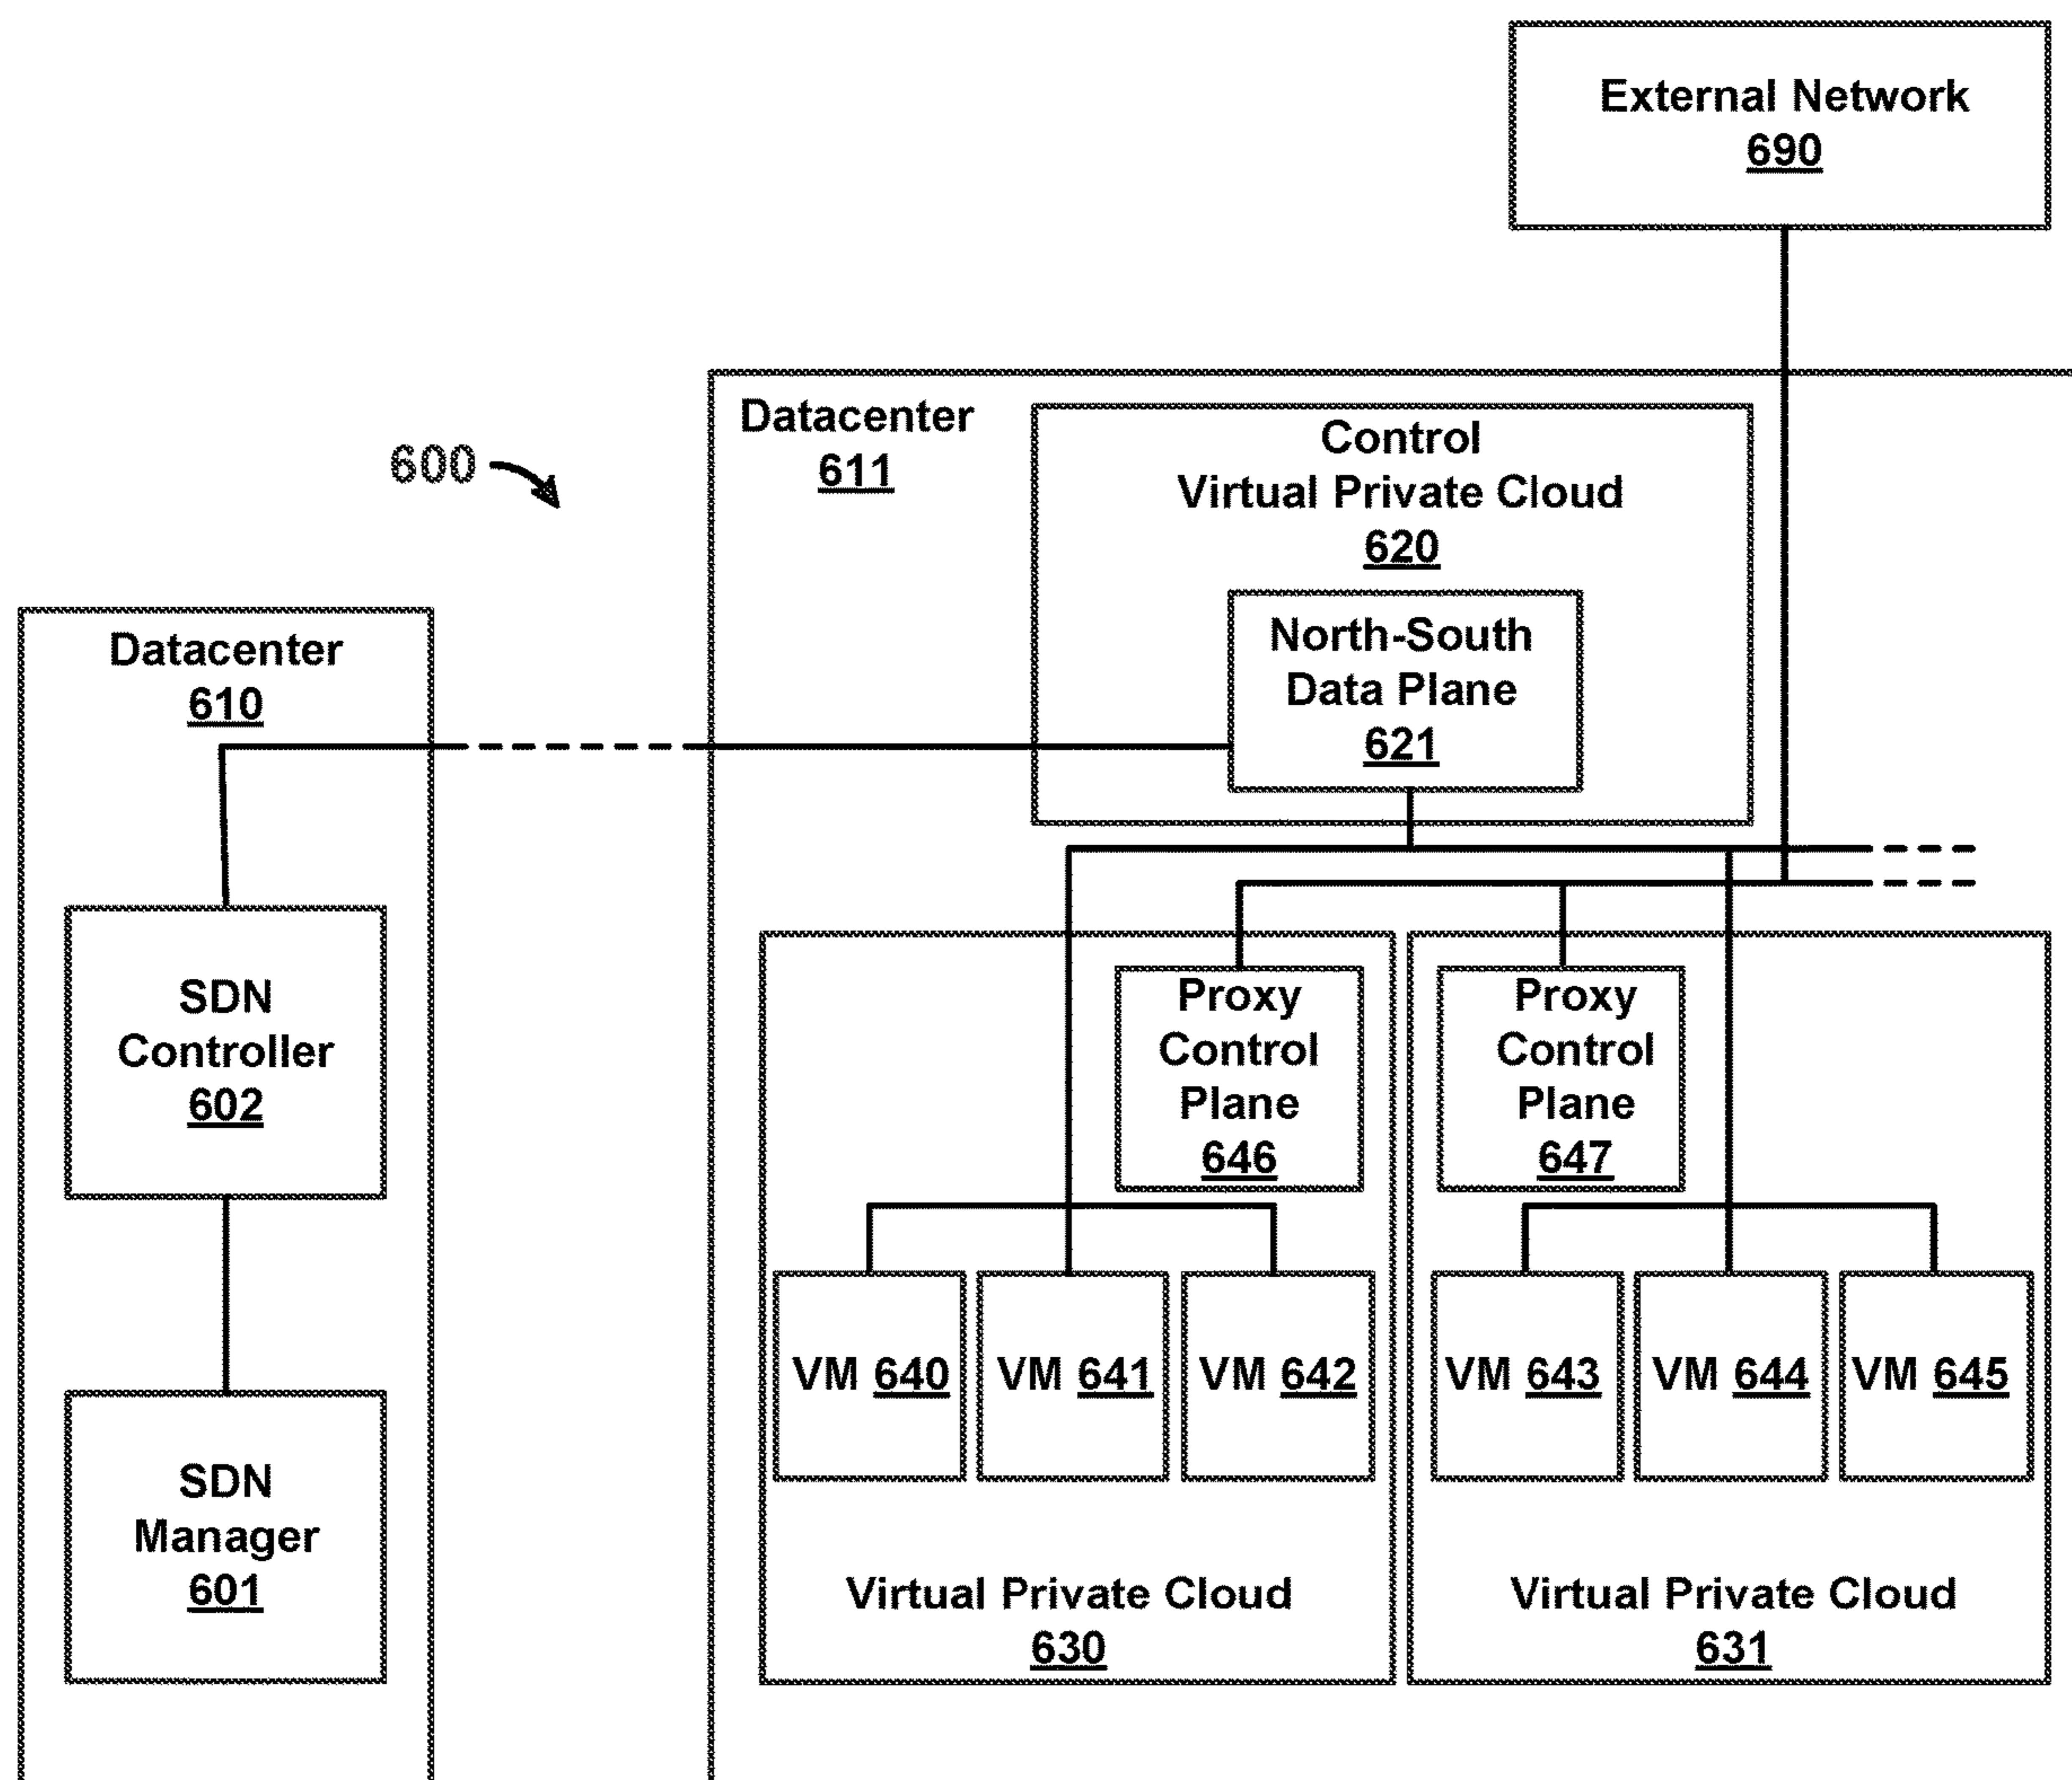 External Network
690
600
Datacenter
611
Control
Virtual Private Cloud
620
North-South
Data Plane
621
Datacenter
610
SDN
Controller
602
SDN
Manager
601
Proxy
Control
Plane
646
Proxy
Control
Plane
647
VM 640
VM 641
VM 642
VM 643
VM 644
VM 645
Virtual Private Cloud
630
Virtual Private Cloud
631